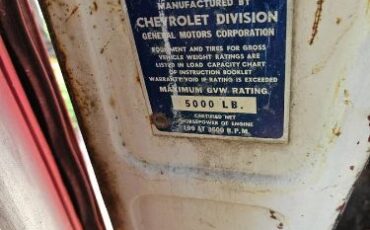 MANUFACTURED BY
CHEVROLET DIVISION
GENERAL MOTORS CORPORATION
EQUIPMENT AND TIRES FOR GROSS
VEHICLE WEIGHT RATINGS ARE
LISTED IN LOAD CAPACITY CHART
OF INSTRUCTION BOOKLET
WARRANTY VOID IF RATING IS EXCEEDED
MAXIMUM GVW RATING
5000 LB.
CERTIFIED NET
HORSEPOWER OF ENGINE
AT 3600 R.P.M.